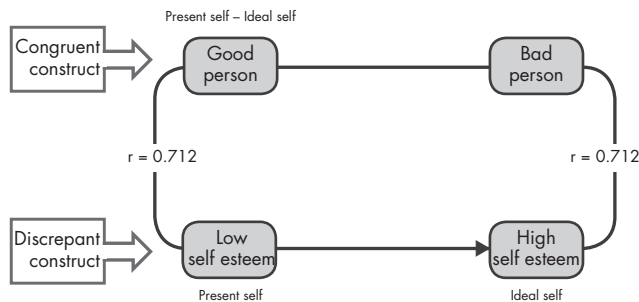 Present self – Ideal self
Congruent
construct
Good
person
Bad
person
r = 0.712
r = 0.712
Discrepant
construct
Low
self esteem
High
self esteem
Present self
Ideal self